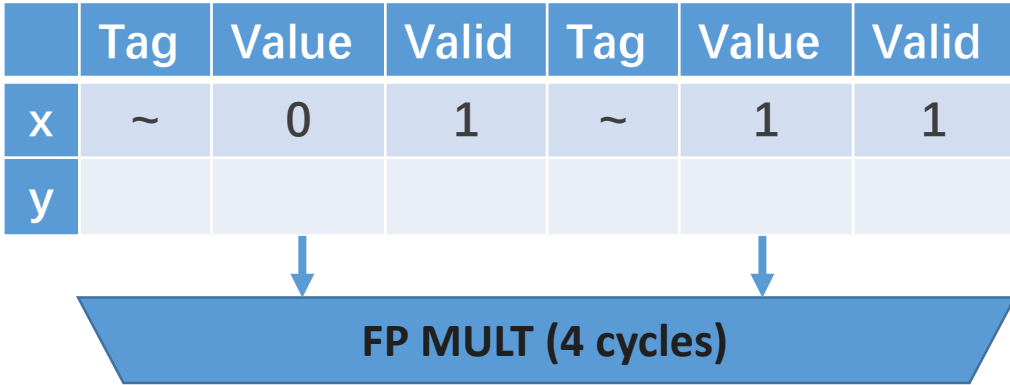 Tag Value Valid Tag Value Valid
x ~ 0 1 ~ 1 1
y
FP MULT (4 cycles)